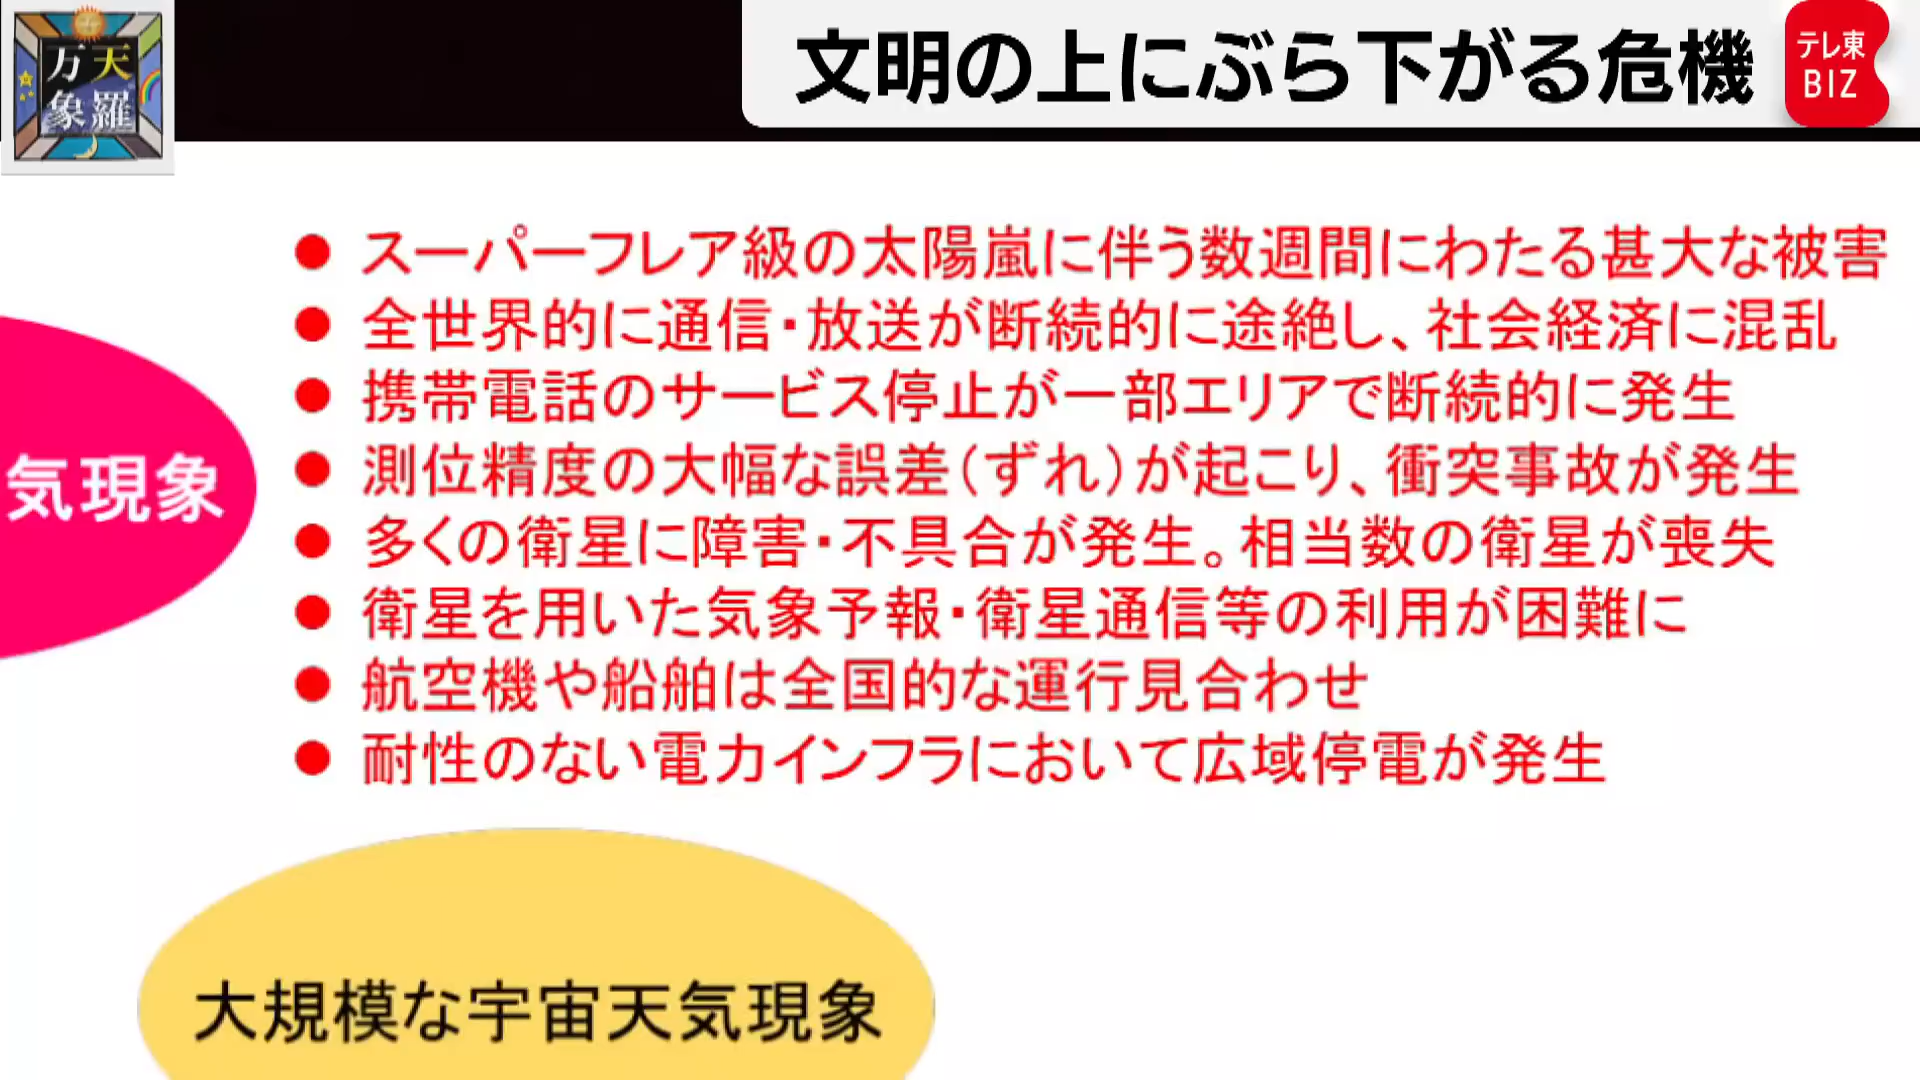 万天
象羅
文明の上にぶら下がる危機
テレ東
BIZ
● スーパーフレア級の太陽嵐に伴う数週間にわたる甚大な被害
● 全世界的に通信・放送が断続的に途絶し、社会経済に混乱
● 携帯電話のサービス停止が一部エリアで断続的に発生
● 測位精度の大幅な誤差（ずれ）が起こり、衝突事故が発生
● 多くの衛星に障害・不具合が発生。相当数の衛星が喪失
● 衛星を用いた気象予報・衛星通信等の利用が困難に
● 航空機や船舶は全国的な運行見合わせ
● 耐性のない電力インフラにおいて広域停電が発生
気現象
大規模な宇宙天気現象